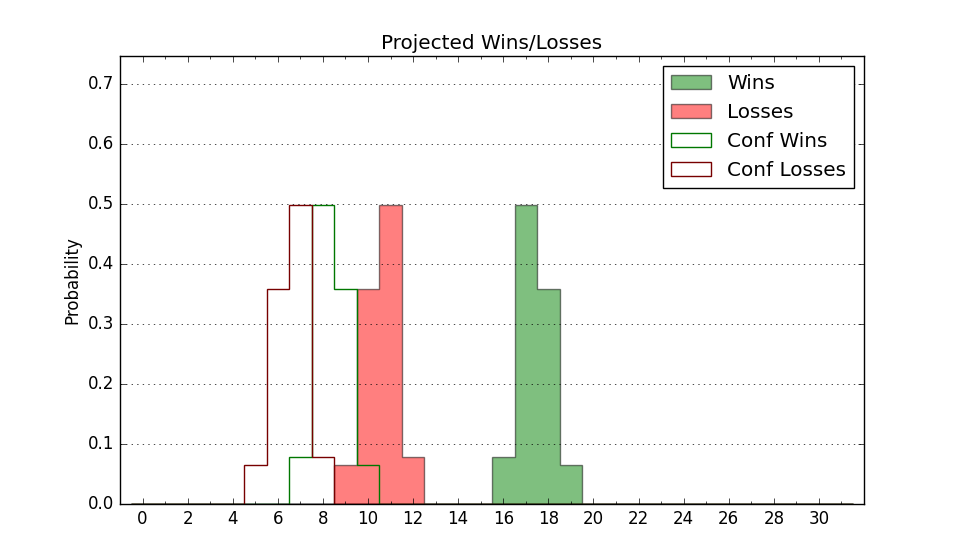 Projected Wins/Losses
Probability
0.7
0.6
0.5
0.4
0.3
0.2
0.1
0.0
Wins
Losses
Conf Wins
Conf Losses
0 2 4 6 8 10 12 14 16 18 20 22 24 26 28 30